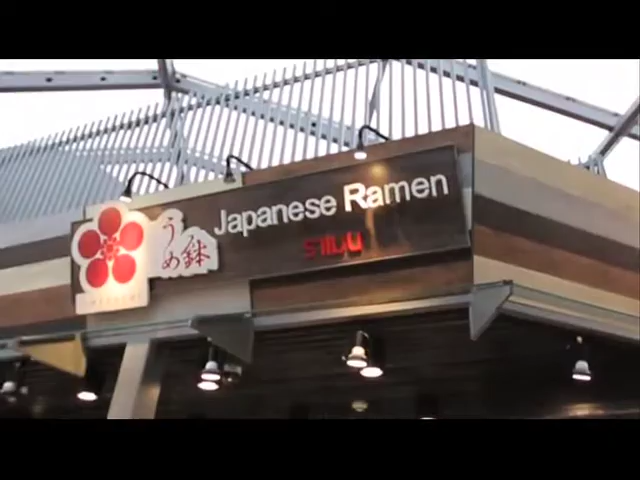 うめ鉢
Japanese Ramen